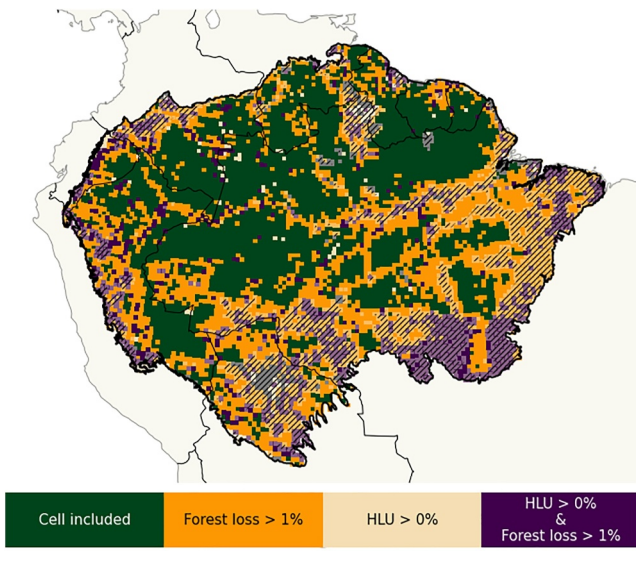 Cell included
Forest loss > 1%
HLU > 0%
HLU > 0%
&
Forest loss > 1%